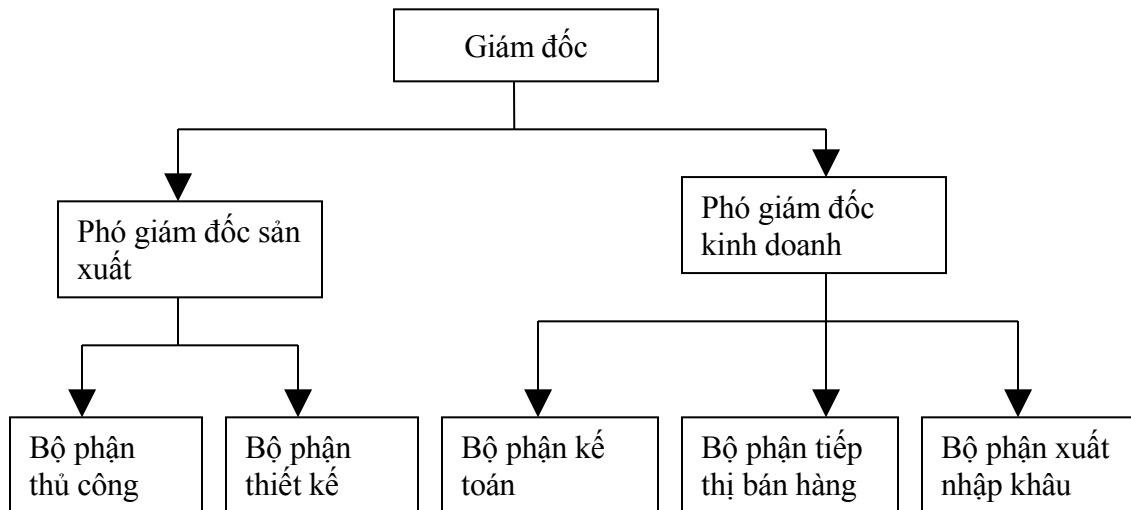 Giám đốc
Phó giám đốc sản
xuất
Phó giám đốc
kinh doanh
Bộ phận
thủ công
Bộ phận
thiết kế
Bộ phận kế
toán
Bộ phận tiếp
thị bán hàng
Bộ phận xuất
nhập khâu